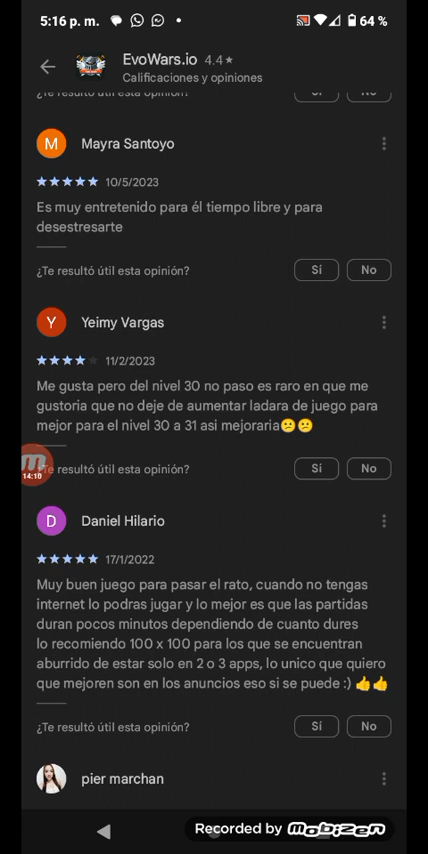 5:16 p. m.
64 %
EvoWars.io 4.4★
Calificaciones y opiniones
¿Te resultó útil esta opinión? Sí No
M Mayra Santoyo
10/5/2023
Es muy entretenido para él tiempo libre y para
desestresarte
¿Te resultó útil esta opinión? Sí No
Y Yeimy Vargas
11/2/2023
Me gusta pero del nivel 30 no paso es raro en que me
gustoria que no deje de aumentar ladara de juego para
mejor para el nivel 30 a 31 asi mejoraria😕😕
14:10
Te resultó útil esta opinión? Sí No
D Daniel Hilario
17/1/2022
Muy buen juego para pasar el rato, cuando no tengas
internet lo podras jugar y lo mejor es que las partidas
duran pocos minutos dependiendo de cuanto dures
lo recomiendo 100 x 100 para los que se encuentran
aburrido de estar solo en 2 o 3 apps, lo unico que quiero
que mejoren son en los anuncios eso si se puede :) 👍👍
¿Te resultó útil esta opinión? Sí No
pier marchan
Recorded by Mobizen